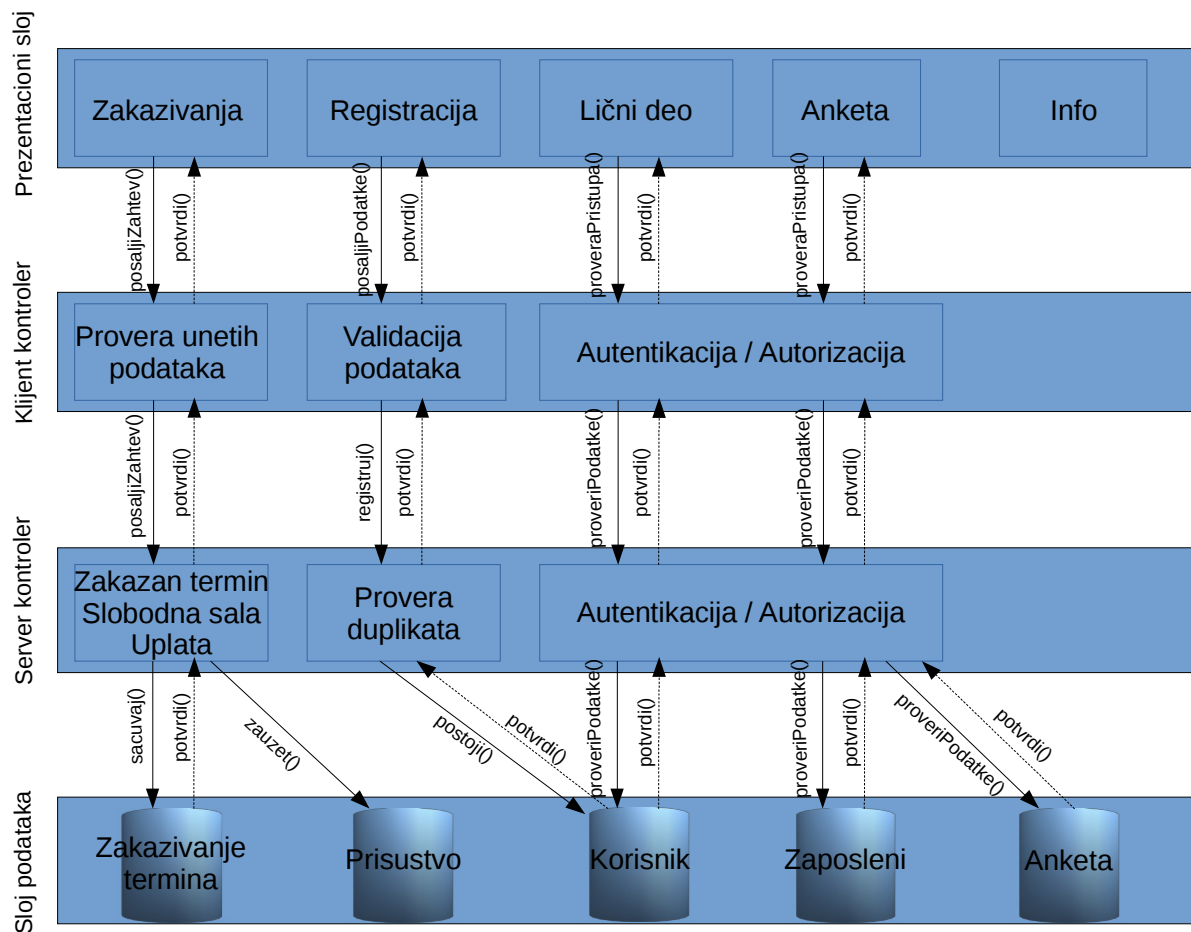 Prezentacioni sloj
Zakazivanja
Registracija
Lični deo
Anketa
Info
posaljiZahtev()
potvrdi()
posaljiPodatke()
potvrdi()
proveraPristupa()
potvrdi()
proveraPristupa()
potvrdi()
Klijent kontroler
Provera unetih
podataka
Validacija
podataka
Autentikacija / Autorizacija
posaljiZahtev()
potvrdi()
registruj()
potvrdi()
proveriPodatke()
potvrdi()
proveriPodatke()
potvrdi()
Server kontroler
Zakazan termin
Slobodna sala
Uplata
Provera
duplikata
Autentikacija / Autorizacija
sacuvaj()
potvrdi()
zauzet()
postoji()
potvrdi()
proveriPodatke()
potvrdi()
proveriPodatke()
potvrdi()
proveriPodatke()
potvrdi()
Sloj podataka
Zakazivanje
termina
Prisustvo
Korisnik
Zaposleni
Anketa